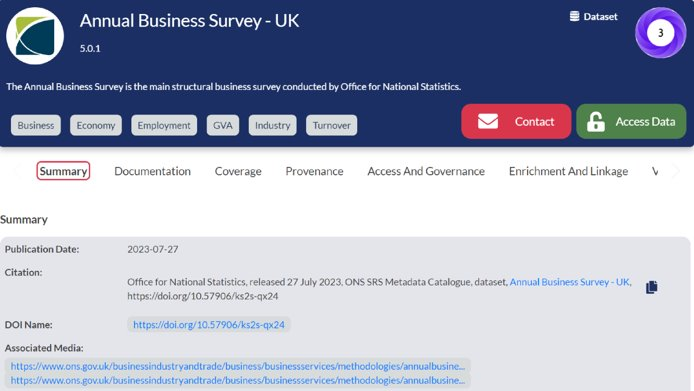 Annual Business Survey - UK
Dataset
3
5.0.1
The Annual Business Survey is the main structural business survey conducted by Office for National Statistics.
Business Economy Employment GVA Industry Turnover
Contact
Access Data
Summary Documentation Coverage Provenance Access And Governance Enrichment And Linkage V
Summary
Publication Date: 2023-07-27
Citation:
Office for National Statistics, released 27 July 2023, ONS SRS Metadata Catalogue, dataset, Annual Business Survey - UK,
https://doi.org/10.57906/ks2s-qx24
DOI Name: https://doi.org/10.57906/ks2s-qx24
Associated Media:
https://www.ons.gov.uk/businessindustryandtrade/business/businessservices/methodologies/annualbusine...
https://www.ons.gov.uk/businessindustryandtrade/business/businessservices/methodologies/annualbusine...